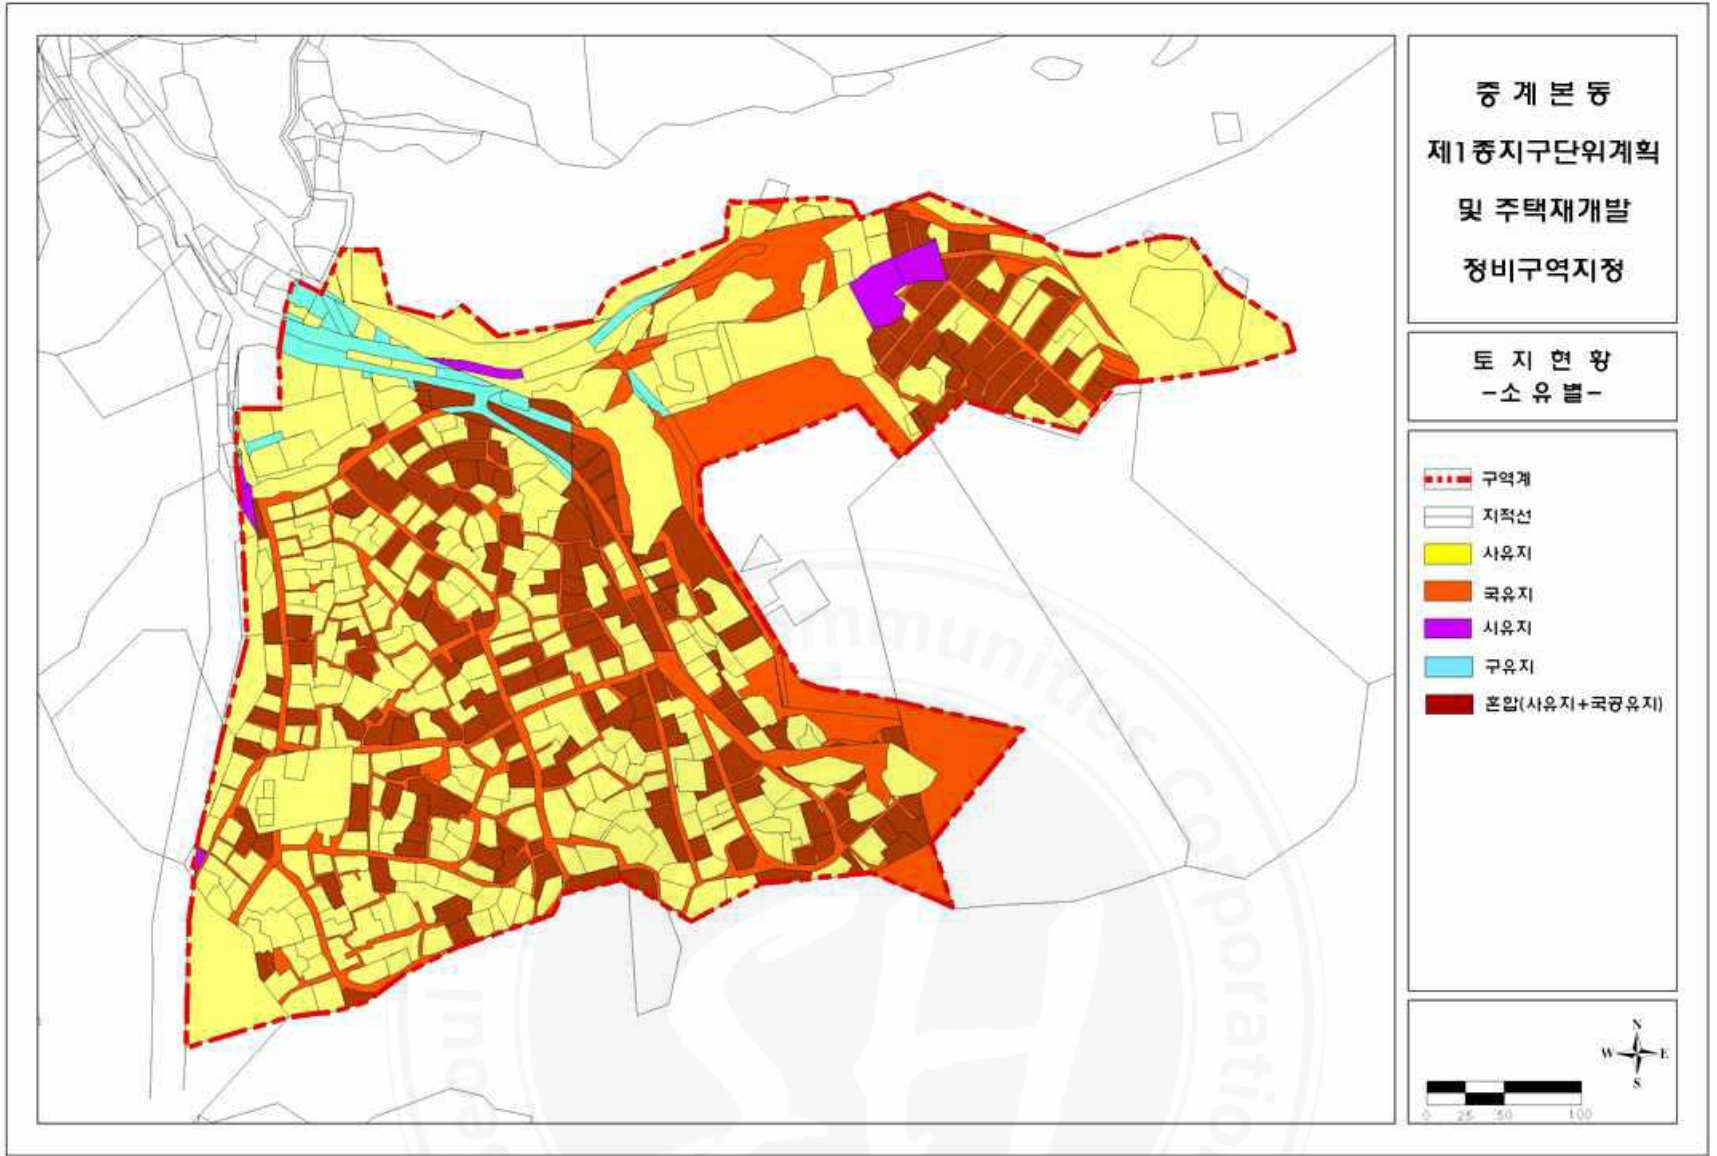 중 계 본 동
제1종지구단위계획
및 주택재개발
정비구역지정
토 지 현 황
-소 유 별-
구역계
지적선
사유지
국유지
시유지
구유지
혼합(사유지+국공유지)
N
W E
S
0 25 50 100
Communities Corporation
SH